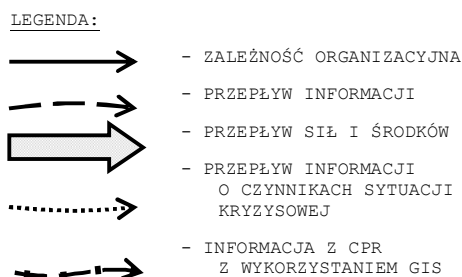 LEGENDA:
- ZALEŻNOŚĆ ORGANIZACYJNA
- PRZEPŁYW INFORMACJI
- PRZEPŁYW SIŁ I ŚRODKÓW
- PRZEPŁYW INFORMACJI
O CZYNNIKACH SYTUACJI
KRYZYSOWEJ
- INFORMACJA Z CPR
Z WYKORZYSTANIEM GIS